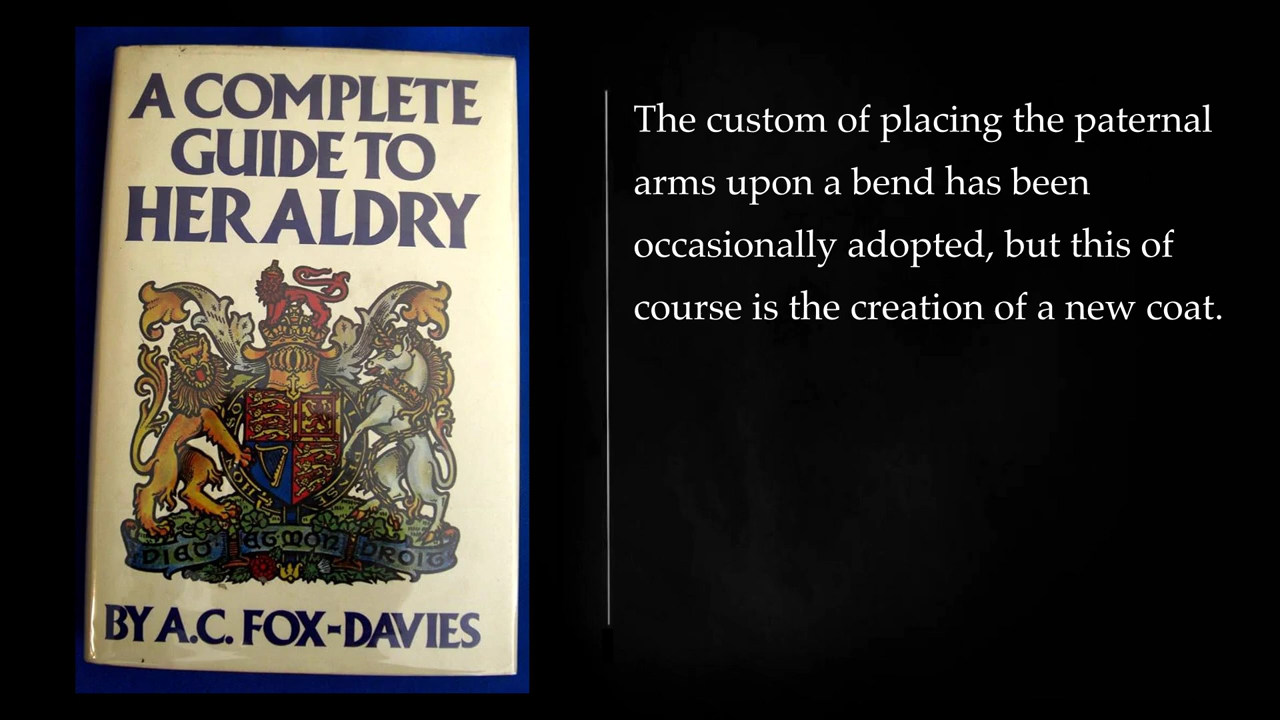 A COMPLETE
GUIDE TO
HERALDRY
DIEU ET MON DROIT
BY A.C. FOX-DAVIES
The custom of placing the paternal
arms upon a bend has been
occasionally adopted, but this of
course is the creation of a new coat.